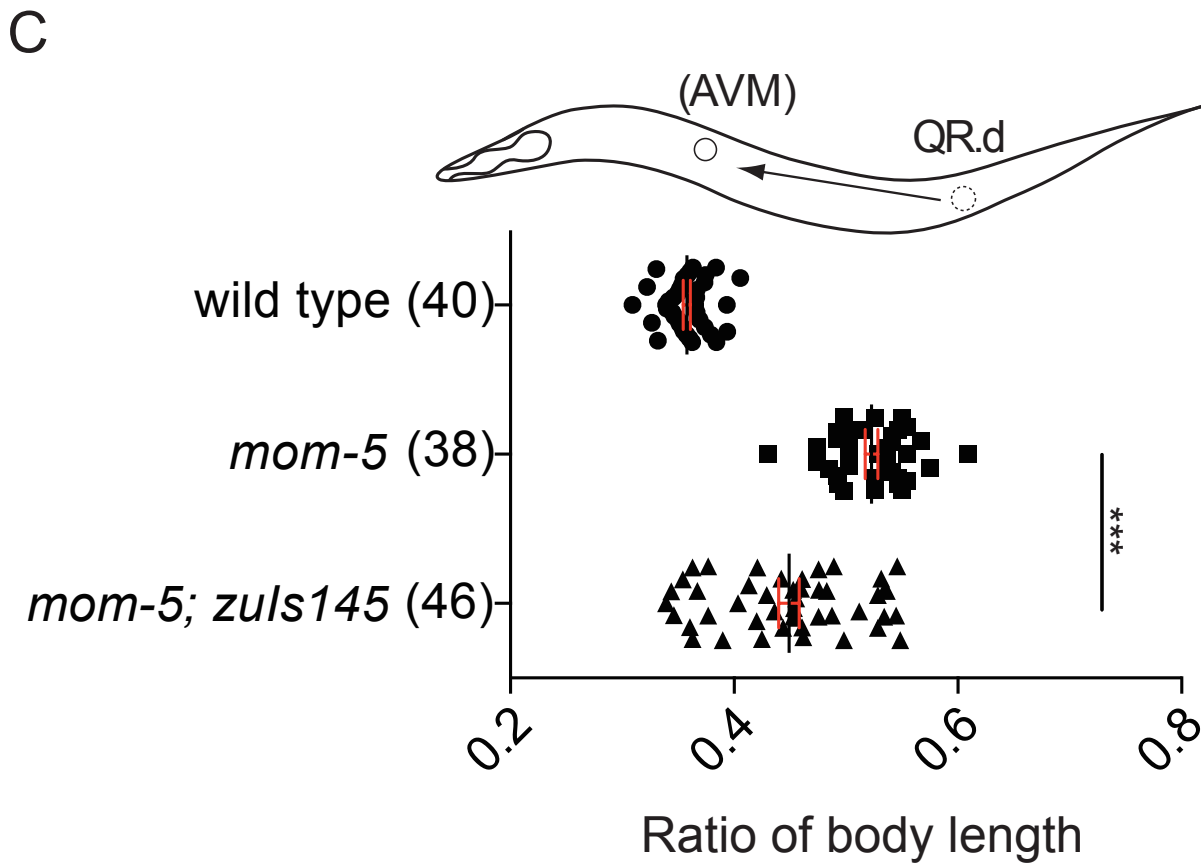 C
(AVM)
QR.d
wild type (40)
mom-5 (38)
mom-5; zuIs145 (46)
***
0.2
0.4
0.6
0.8
Ratio of body length